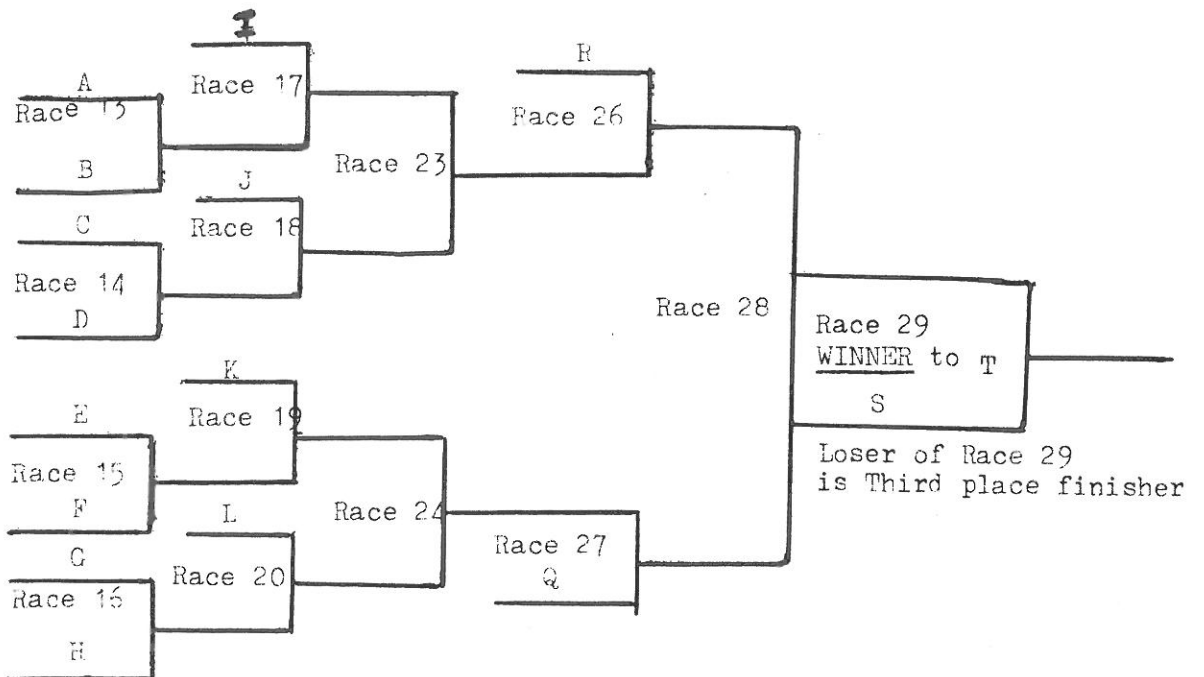 I
A
Race 13
B
Race 17
J
Race 18
C
Race 14
D
Race 23
R
Race 26
Race 28
Race 29
WINNER to T
S
Loser of Race 29
is Third place finisher
K
Race 19
E
Race 15
F
L
Race 20
G
Race 16
H
Race 24
Race 27
Q